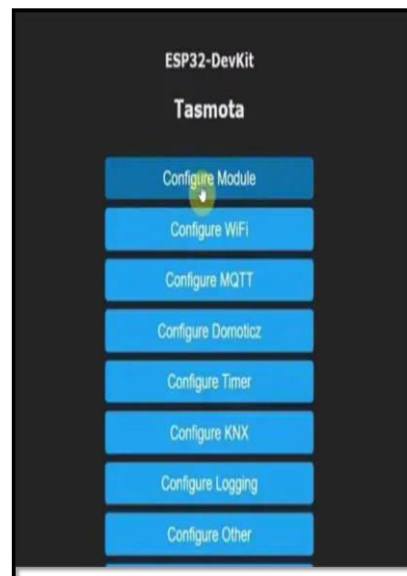 ESP32-DevKit
Tasmota
Configure Module
Configure WiFi
Configure MQTT
Configure Domoticz
Configure Timer
Configure KNX
Configure Logging
Configure Other